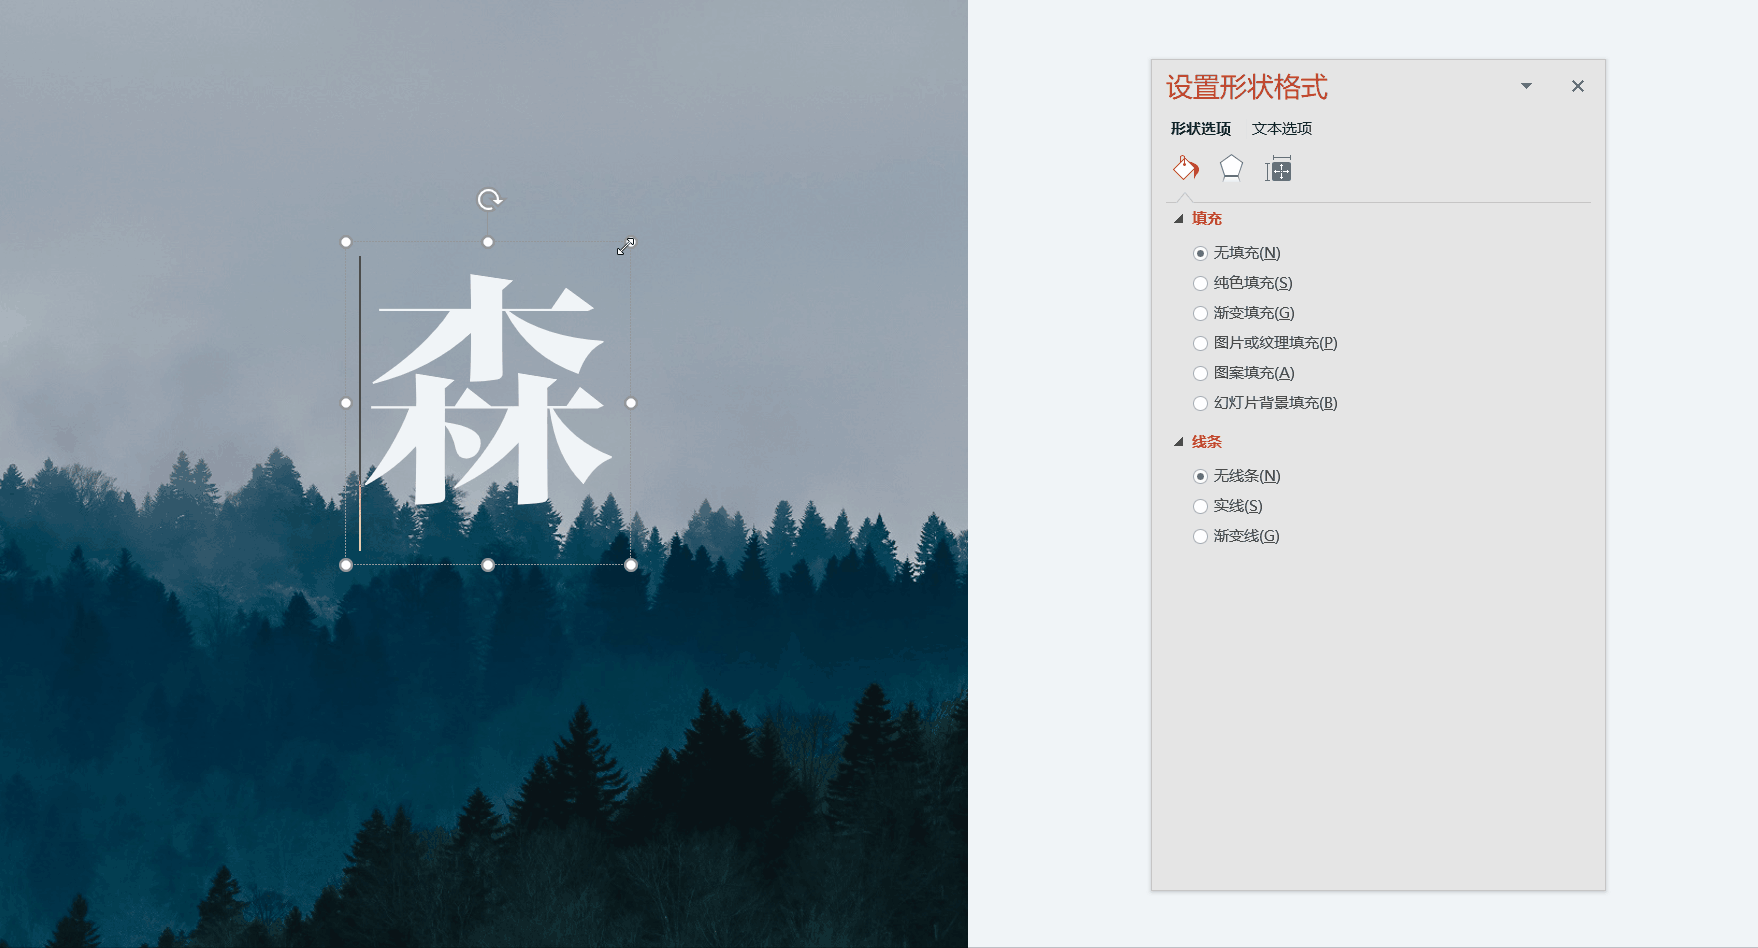 森
设置形状格式
形状选项 文本选项
填充
无填充(N)
纯色填充(S)
渐变填充(G)
图片或纹理填充(P)
图案填充(A)
幻灯片背景填充(B)
线条
无线条(N)
实线(S)
渐变线(G)